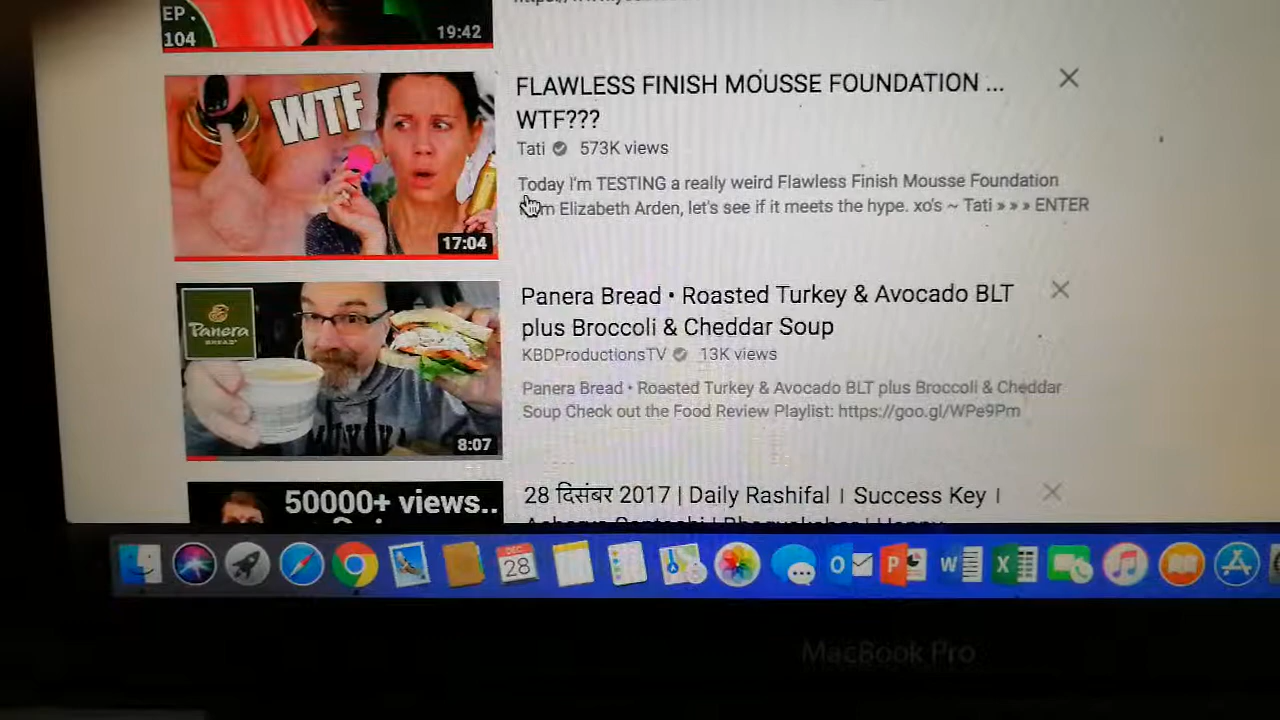 EP.
104
19:42
WTF
17:04
FLAWLESS FINISH MOUSSE FOUNDATION ...
WTF???
Tati 573K views
Today I'm TESTING a really weird Flawless Finish Mousse Foundation
Elizabeth Arden, let's see if it meets the hype. xo's ~ Tati » » » ENTER
Panera
BREAD
8:07
Panera Bread • Roasted Turkey & Avocado BLT
plus Broccoli & Cheddar Soup
KBDProductionsTV 13K views
Panera Bread • Roasted Turkey & Avocado BLT plus Broccoli & Cheddar
Soup Check out the Food Review Playlist: https://goo.gl/WPe9Pm
50000+ views..
28 दिसंबर 2017 | Daily Rashifal | Success Key |
DEC
28
MacBook Pro